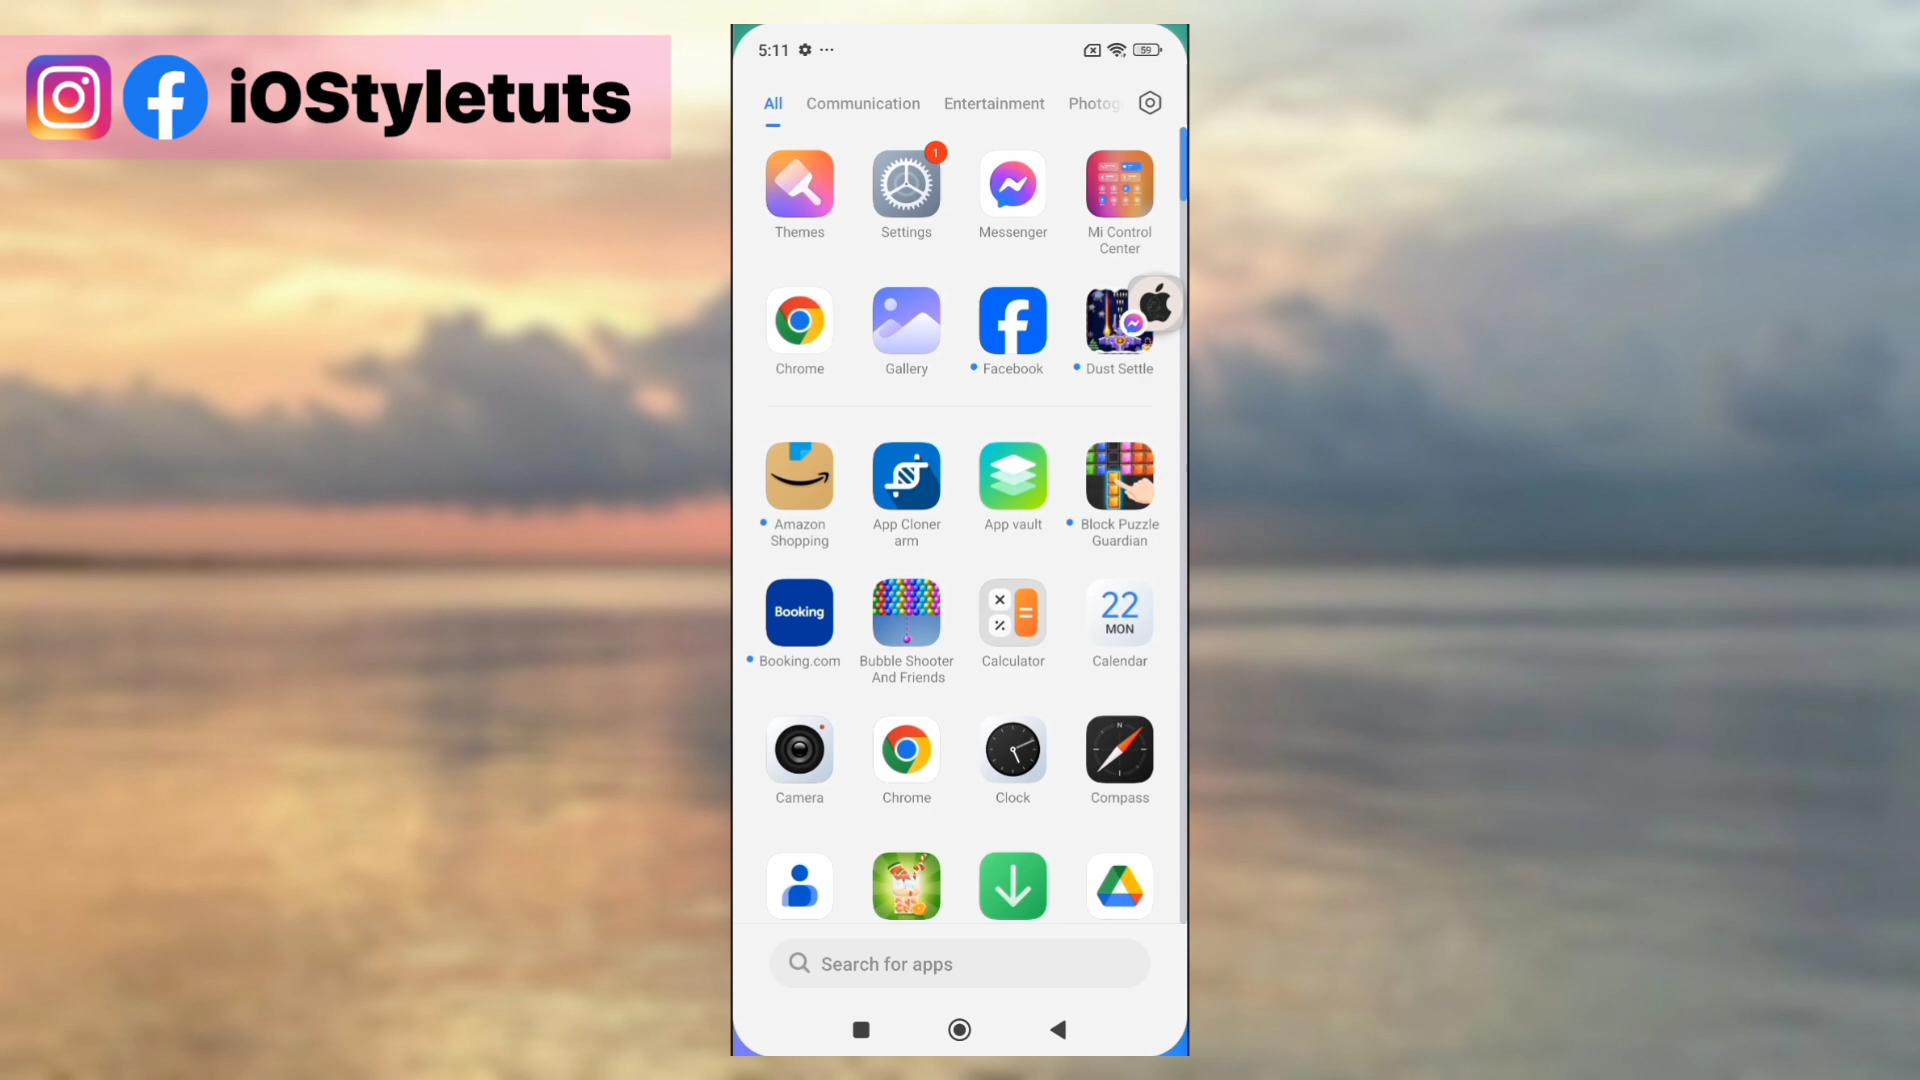 iOStyletuts
5:11
59
All Communication Entertainment Photog
1
Themes Settings Messenger Mi Control
Center
Chrome Gallery Facebook Dust Settle
Amazon App Cloner App vault Block Puzzle
Shopping arm Guardian
Booking
22
MON
Booking.com Bubble Shooter Calculator Calendar
And Friends
N
Camera Chrome Clock Compass
Search for apps